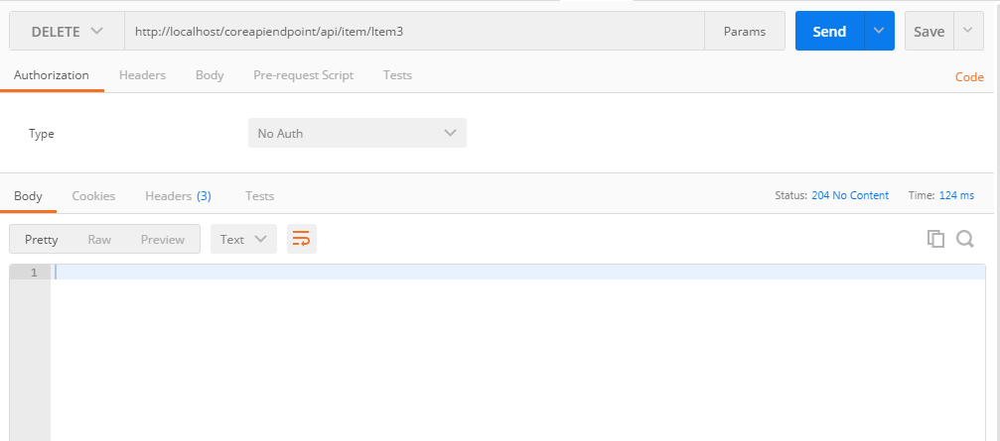 DELETE http://localhost/coreapiendpoint/api/item/Item3 Params Send Save
Authorization Headers Body Pre-request Script Tests Code
Type No Auth
Body Cookies Headers (3) Tests Status: 204 No Content Time: 124 ms
Pretty Raw Preview Text
1